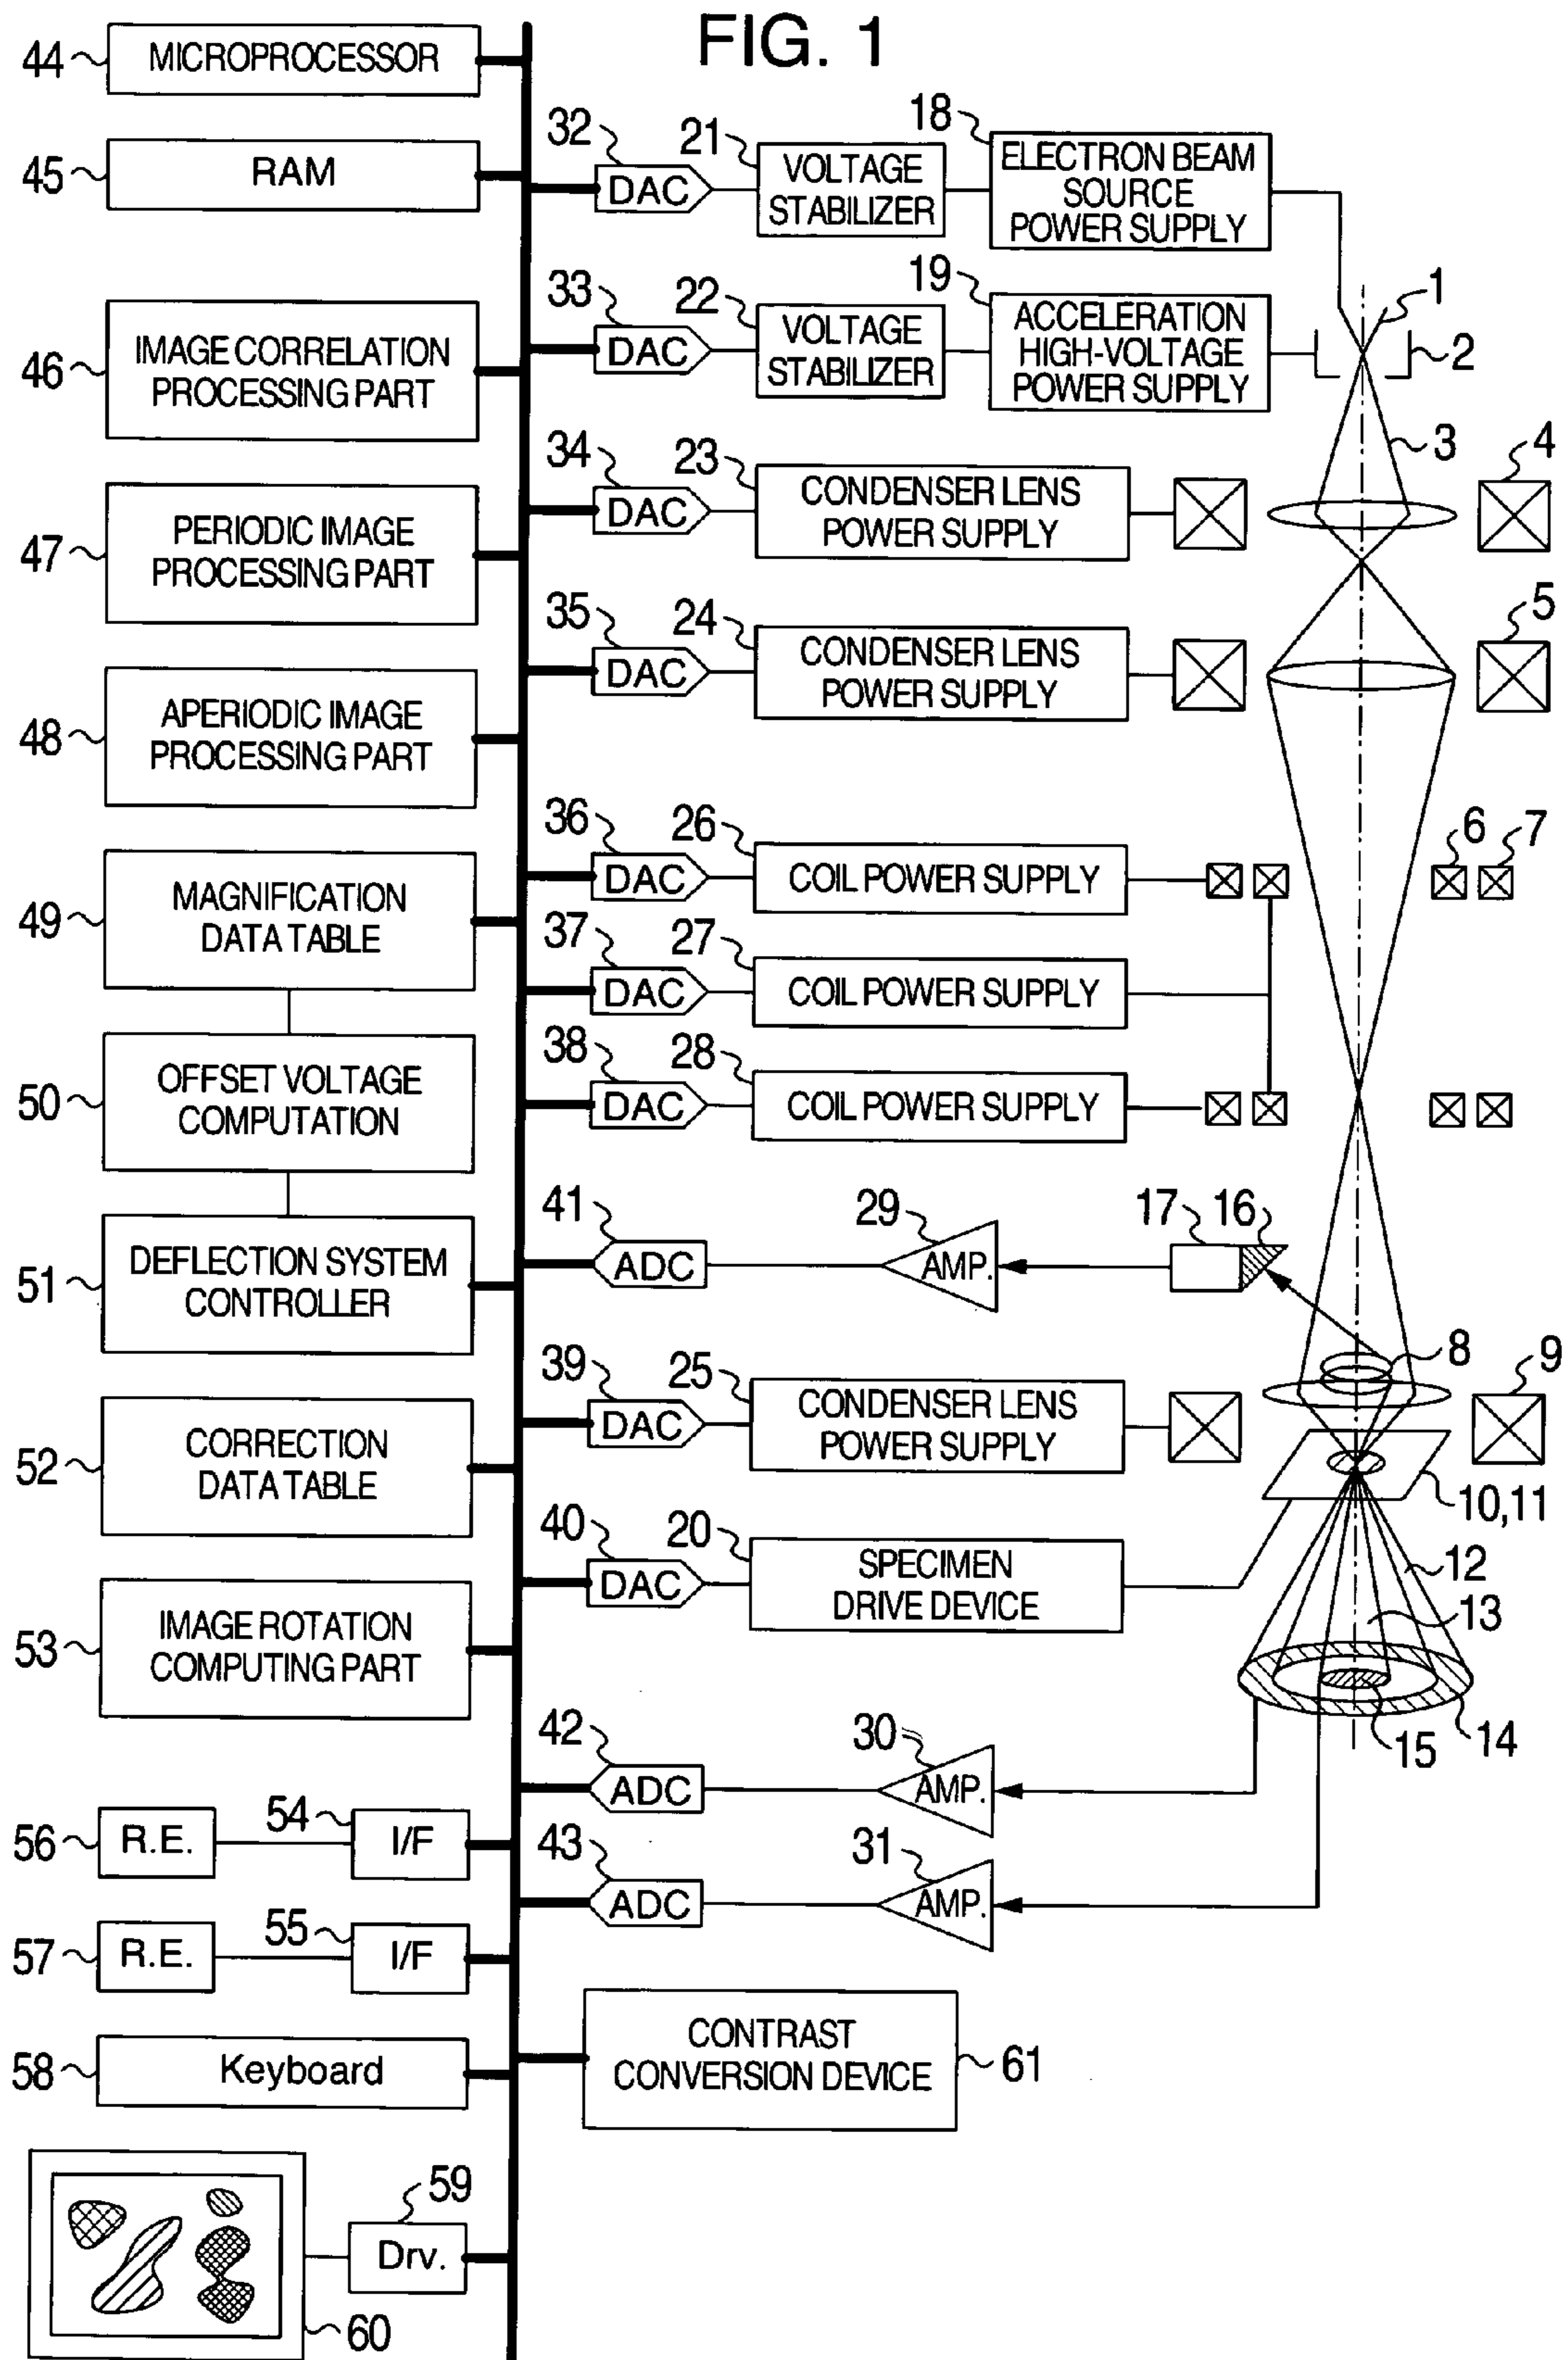 FIG. 1
44 MICROPROCESSOR
45 RAM
46 IMAGE CORRELATION
PROCESSING PART
47 PERIODIC IMAGE
PROCESSING PART
48 APERIODIC IMAGE
PROCESSING PART
49 MAGNIFICATION
DATA TABLE
50 OFFSET VOLTAGE
COMPUTATION
51 DEFLECTION SYSTEM
CONTROLLER
52 CORRECTION
DATA TABLE
53 IMAGE ROTATION
COMPUTING PART
56 R.E. 54 I/F
57 R.E. 55 I/F
58 Keyboard
59 Drv.
60
32 DAC
21 VOLTAGE
STABILIZER
18 ELECTRON BEAM
SOURCE
POWER SUPPLY
33 DAC
22 VOLTAGE
STABILIZER
19 ACCELERATION
HIGH-VOLTAGE
POWER SUPPLY
1
2
3
34 DAC
23 CONDENSER LENS
POWER SUPPLY
4
35 DAC
24 CONDENSER LENS
POWER SUPPLY
5
36 DAC
26 COIL POWER SUPPLY
6 7
37 DAC
27 COIL POWER SUPPLY
38 DAC
28 COIL POWER SUPPLY
41 ADC
29 AMP.
17 16
8
39 DAC
25 CONDENSER LENS
POWER SUPPLY
9
10,11
40 DAC
20 SPECIMEN
DRIVE DEVICE
12
13
14
15
42 ADC
30 AMP.
43 ADC
31 AMP.
CONTRAST
CONVERSION DEVICE 61